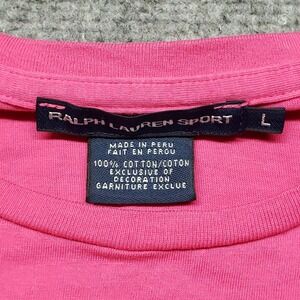 RALPH LAUREN SPORT
L
MADE IN PERU
FAIT EN PEROU
100% COTTON/COTON
EXCLUSIVE OF
DECORATION
GARNITURE EXCLUE